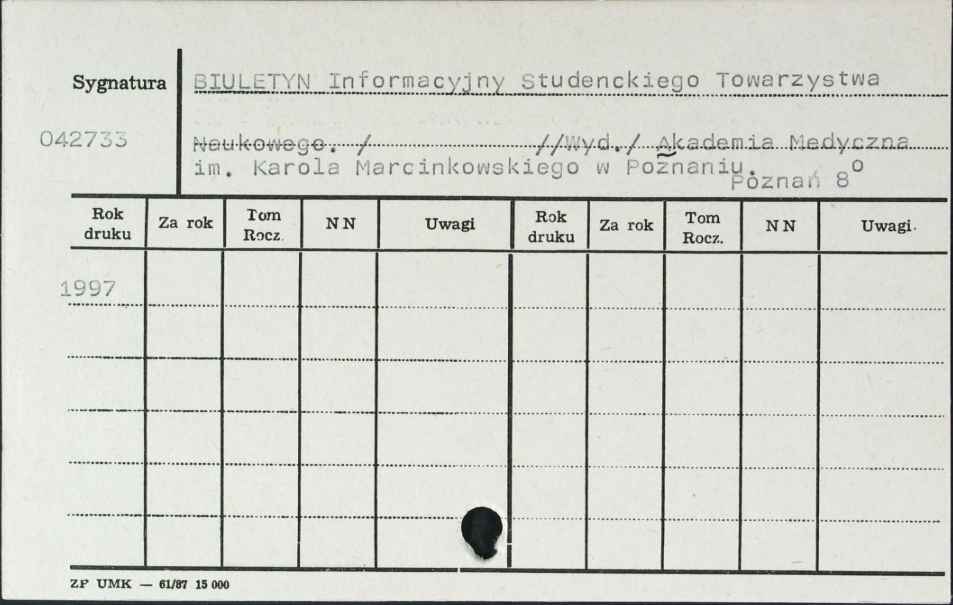 Sygnatura BIULETYN Informacyjny Studenckiego Towarzystwa
042733 Naukowego. / //Wyd./ Akademia Medyczna
im. Karola Marcinkowskiego w Poznaniu.
Poznań 8°
Rok druku Za rok Tom Rocz. NN Uwagi Rok druku Za rok Tom Rocz. NN Uwagi
1997
ZP UMK — 61/87 15 000